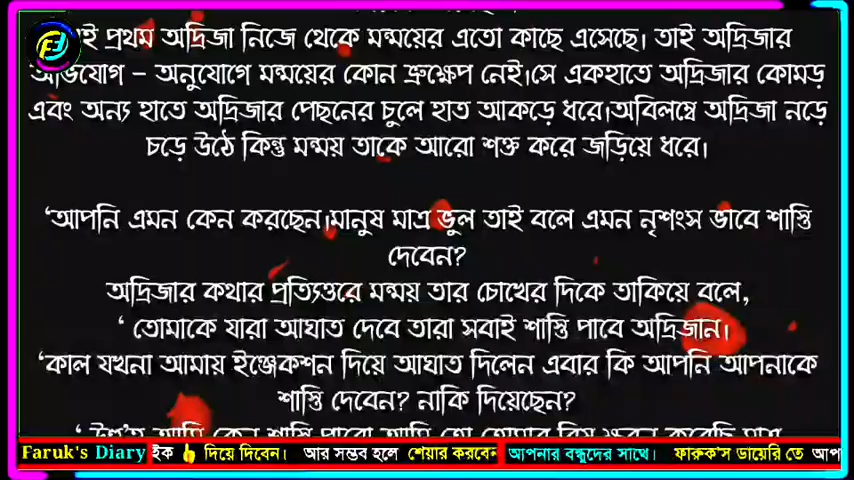 প্রথম অদ্রিজা নিজে থেকে মন্ময়ের এতো কাছে এসেছে। তাই অদ্রিজার
অভিযোগ – অনুযোগে মন্ময়ের কোন ভ্রুক্ষেপ নেই।সে একহাতে অদ্রিজার কোমড়
এবং অন্য হাতে অদ্রিজার পেছনের চুলে হাত আকড়ে ধরে।অবিলম্বে অদ্রিজা নড়ে
চড়ে উঠে কিন্তু মন্ময় তাকে আরো শক্ত করে জড়িয়ে ধরে।
‘আপনি এমন কেন করছেন।মানুষ মাত্র ভুল তাই বলে এমন নৃশংস ভাবে শাস্তি
দেবেন?
অদ্রিজার কথার প্রত্যিওরে মন্ময় তার চোখের দিকে তাকিয়ে বলে,
‘ তোমাকে যারা আঘাত দেবে তারা সবাই শাস্তি পাবে অদ্রিজান।
‘কাল যখনা আমায় ইঞ্জেকশন দিয়ে আঘাত দিলেন এবার কি আপনি আপনাকে
শাস্তি দেবেন? নাকি দিয়েছেন?
Faruk's Diary ইক 👆 দিয়ে দিবেন। আর সম্ভব হলে শেয়ার করবেন আপনার বন্ধুদের সাথে। ফারুক'স ডায়েরি তে আপ